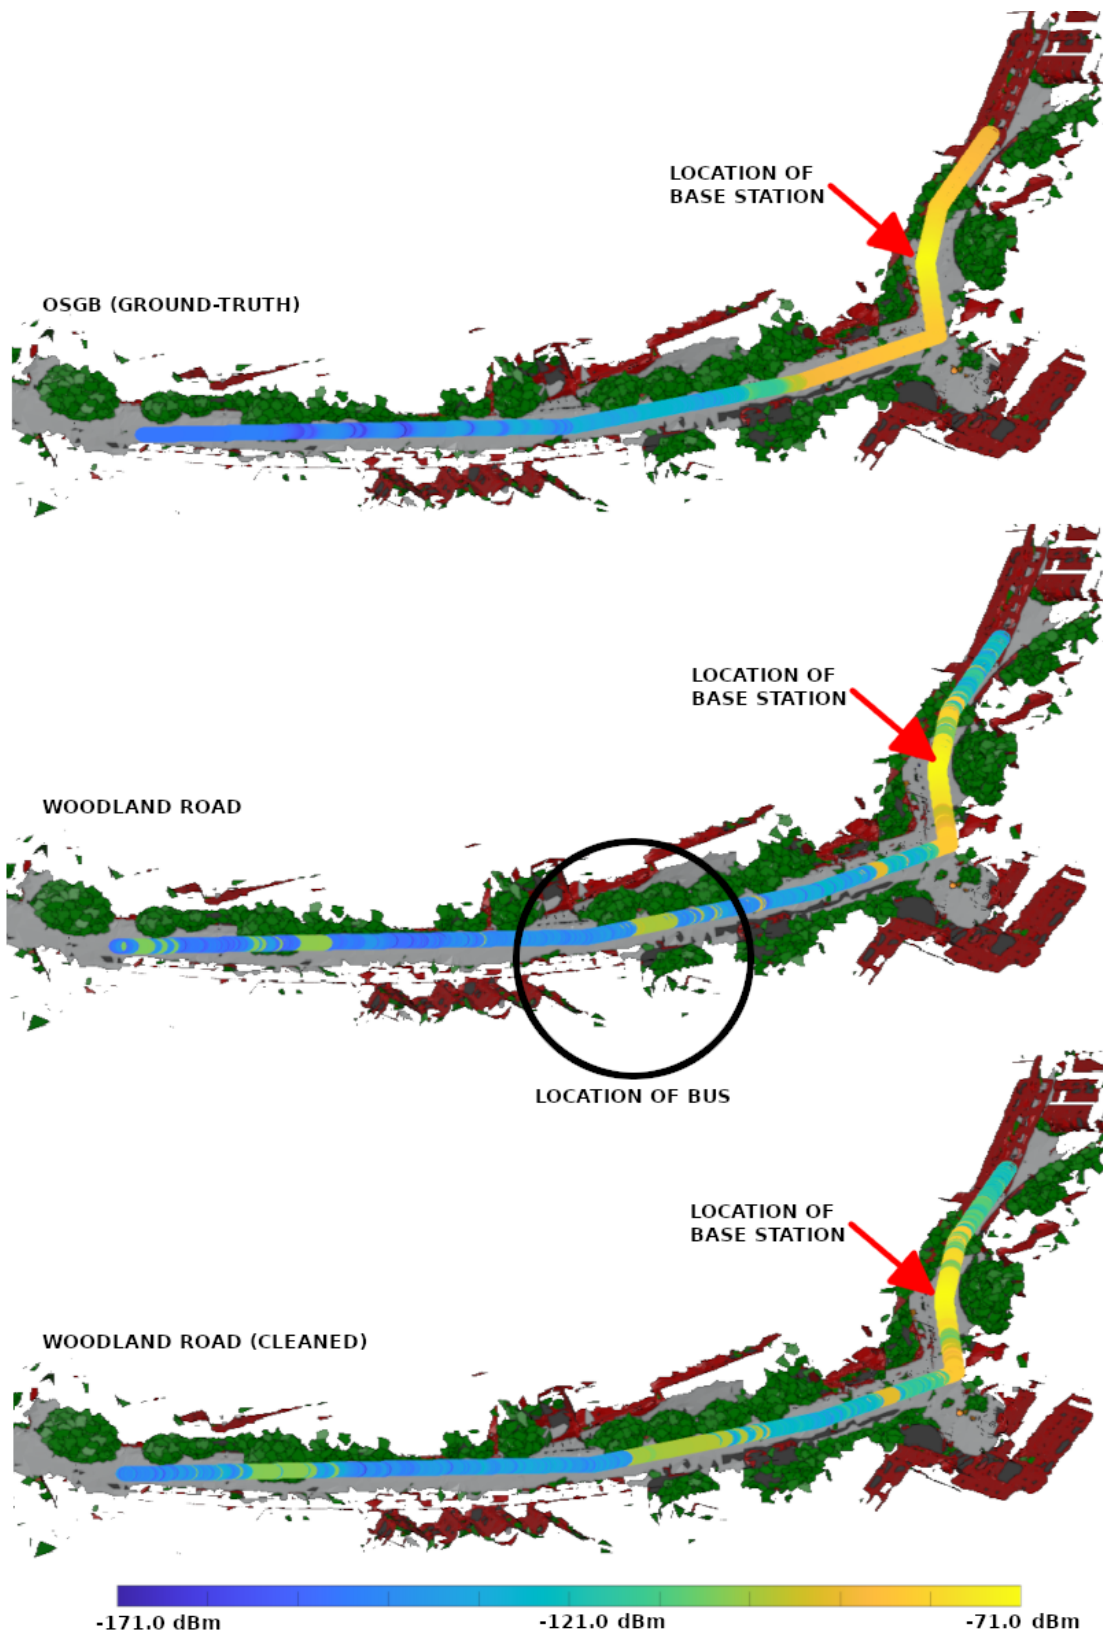 LOCATION OF
BASE STATION
OSGB (GROUND-TRUTH)
LOCATION OF
BASE STATION
WOODLAND ROAD
LOCATION OF BUS
LOCATION OF
BASE STATION
WOODLAND ROAD (CLEANED)
-171.0 dBm -121.0 dBm -71.0 dBm